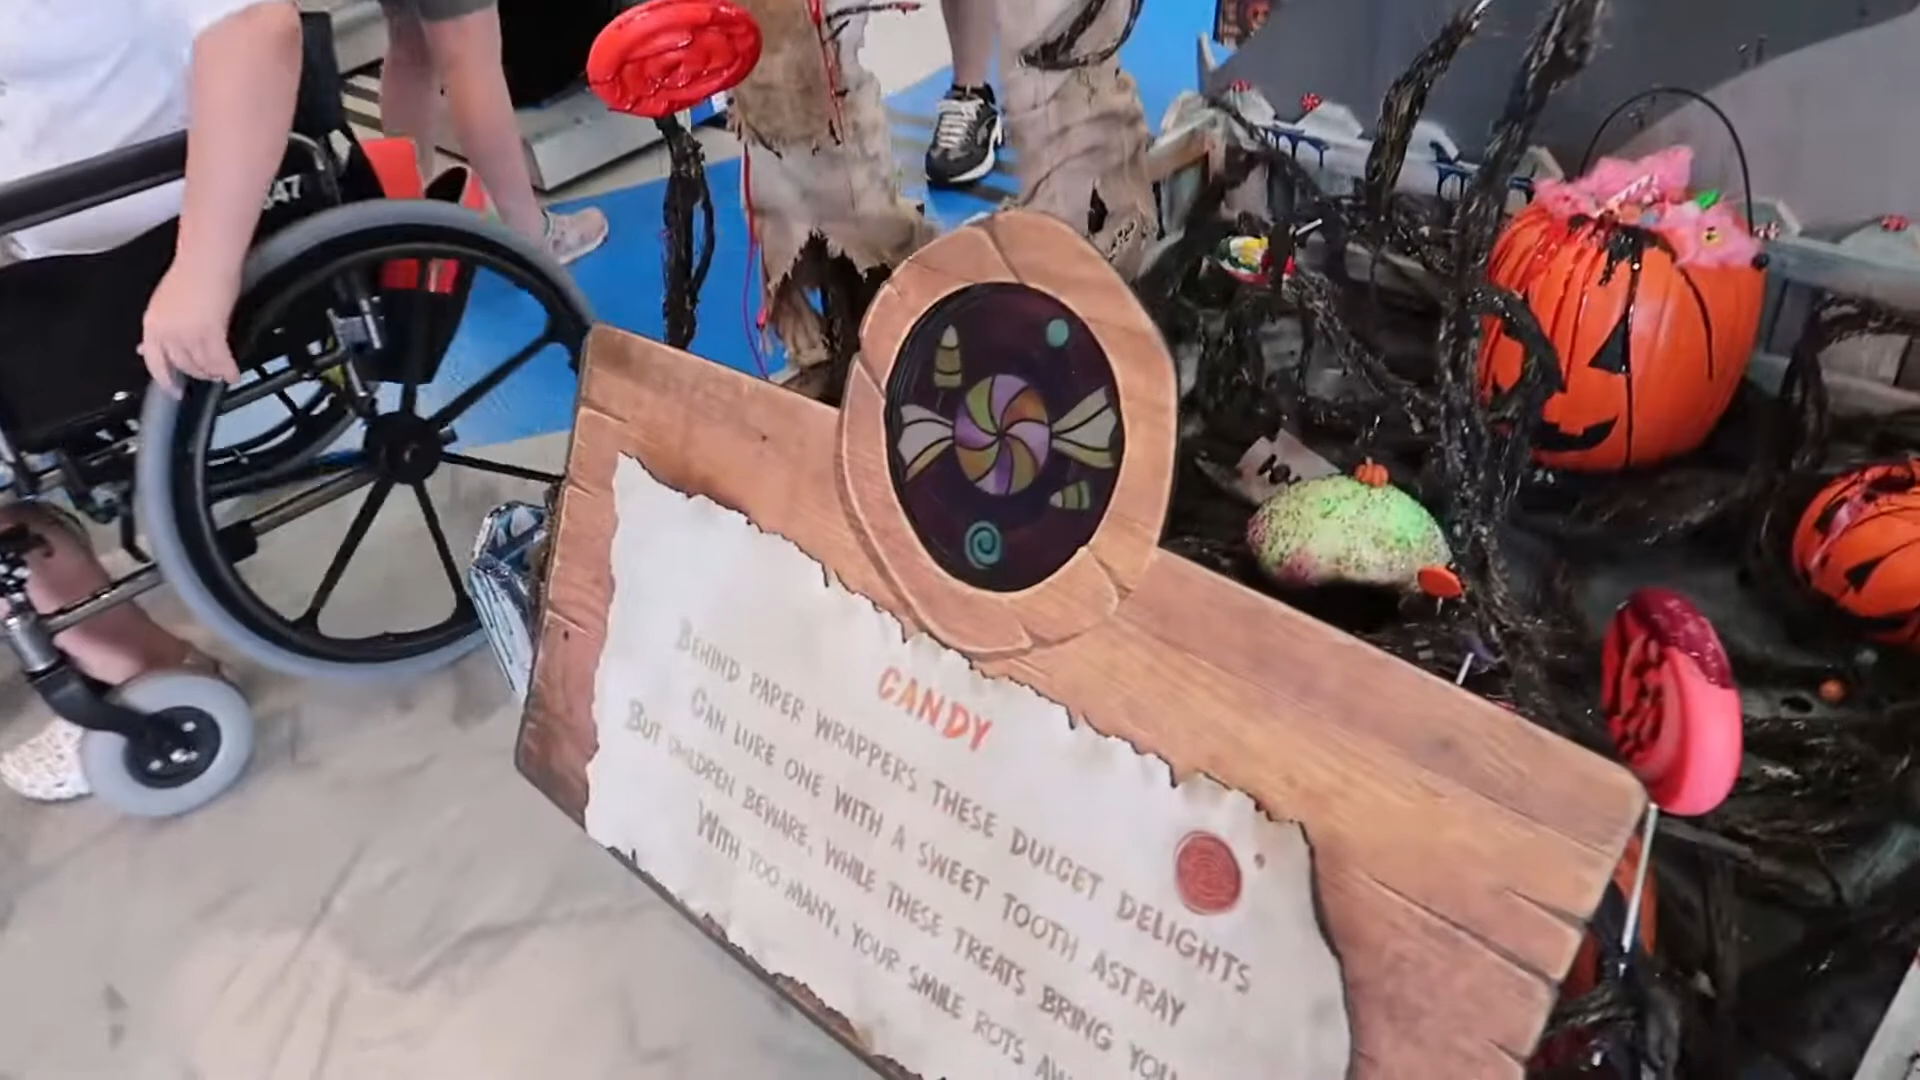 CANDY
BEHIND PAPER WRAPPERS THESE DULCET DELIGHTS
CAN LURE ONE WITH A SWEET TOOTH ASTRAY
BUT CHILDREN BEWARE, WHILE THESE TREATS BRING YOU
WITH TOO MANY, YOUR SMILE ROTS
347